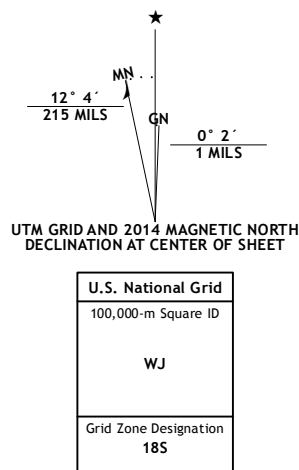 MN
GN
12° 4´
215 MILS
0° 2´
1 MILS
UTM GRID AND 2014 MAGNETIC NORTH
DECLINATION AT CENTER OF SHEET
U.S. National Grid
100,000-m Square ID
WJ
Grid Zone Designation
18S